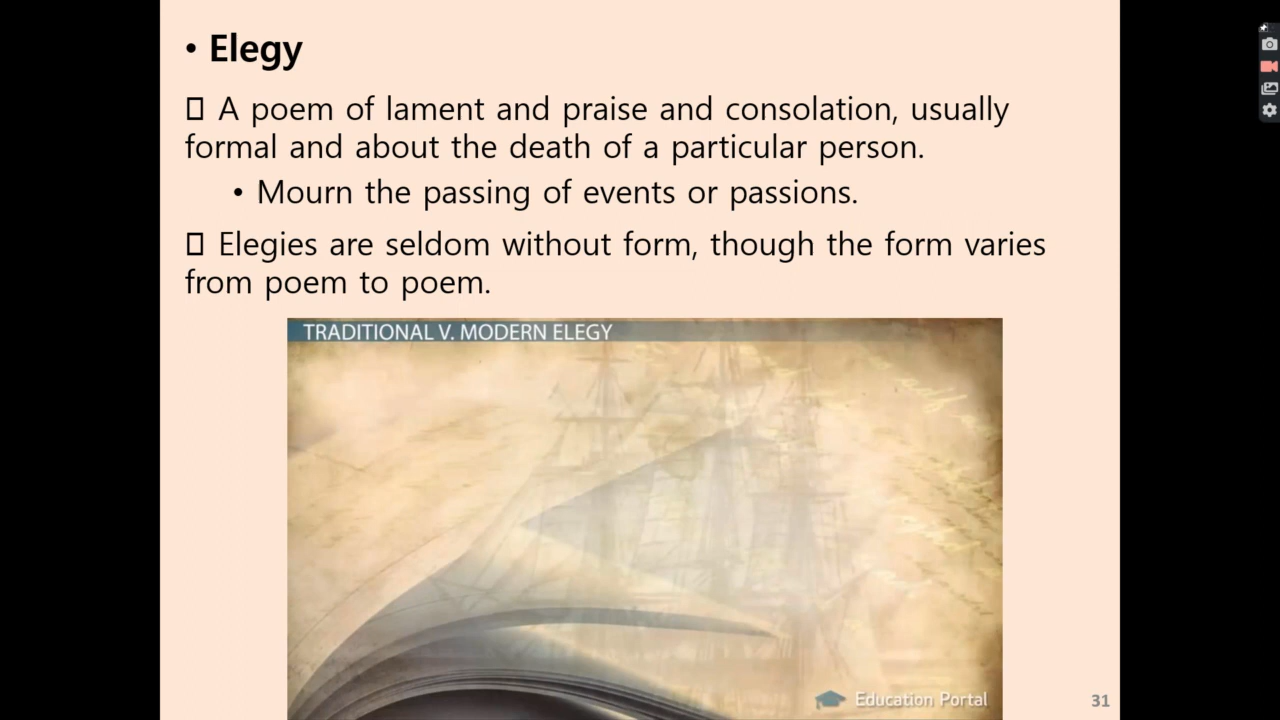 • Elegy
▯ A poem of lament and praise and consolation, usually
formal and about the death of a particular person.
• Mourn the passing of events or passions.
▯ Elegies are seldom without form, though the form varies
from poem to poem.
TRADITIONAL V. MODERN ELEGY
Education Portal
31